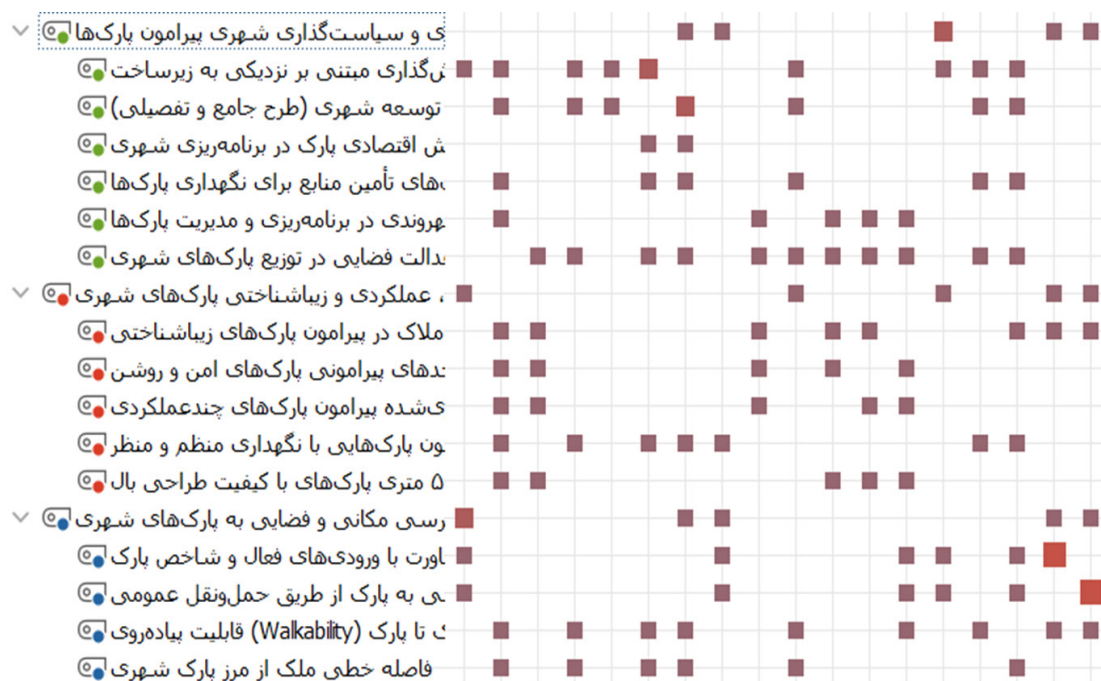 ی و سیاست‌گذاری شهری پیرامون پارک‌ها
ش‌گذاری مبتنی بر نزدیکی به زیرساخت
توسعه شهری (طرح جامع و تفصیلی)
ش اقتصادی پارک در برنامه‌ریزی شهری
‌های تأمین منابع برای نگهداری پارک‌ها
هروندی در برنامه‌ریزی و مدیریت پارک‌ها
دالت فضایی در توزیع پارک‌های شهری
، عملکردی و زیباشناختی پارک‌های شهری
ملاک در پیرامون پارک‌های زیباشناختی
حدهای پیرامونی پارک‌های امن و روشن
ی‌شده پیرامون پارک‌های چندعملکردی
ون پارک‌هایی با نگهداری منظم و منظر
۵ متری پارک‌های با کیفیت طراحی بال
رسی مکانی و فضایی به پارک‌های شهری
اورت با ورودی‌های فعال و شاخص پارک
ی به پارک از طریق حمل‌ونقل عمومی
ک تا پارک (Walkability) قابلیت پیاده‌روی
فاصله خطی ملک از مرز پارک شهری